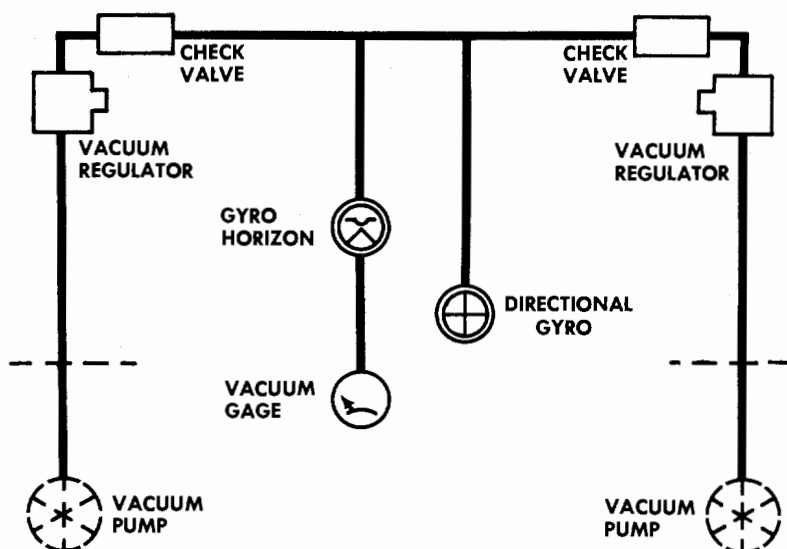 CHECK
VALVE
CHECK
VALVE
VACUUM
REGULATOR
VACUUM
REGULATOR
GYRO
HORIZON
DIRECTIONAL
GYRO
VACUUM
GAGE
VACUUM
PUMP
VACUUM
PUMP